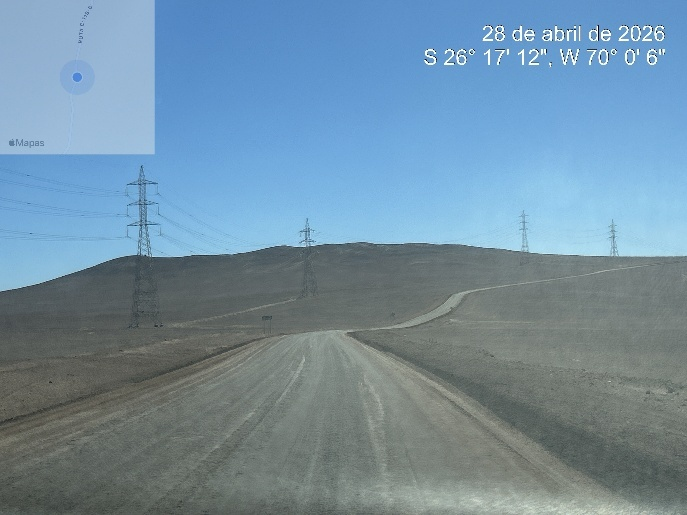 28 de abril de 2026
S 26° 17' 12", W 70° 0' 6"
Mapas